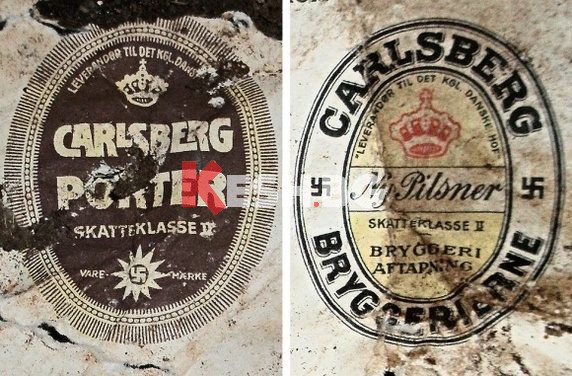 LEVERANDØR TIL DET KGL. DANSKE
CARLSBERG
PORTER
SKATTEKLASSE II
VARE MÆRKE
CARLSBERG
"LEVERANDØR TIL DET KGL. DANSKE HOF"
Ny Pilsner
SKATTEKLASSE II
BRYGGERI
AFTAPNING
BRYGGERIERNE